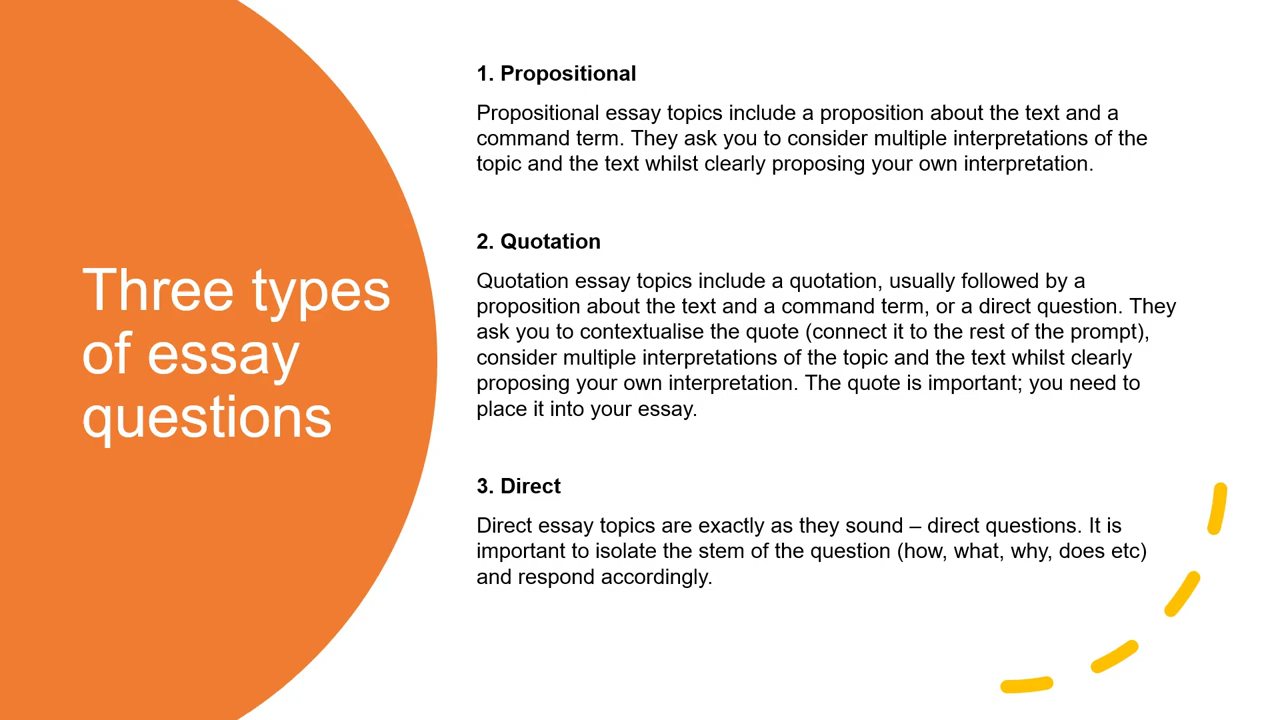 Three types
of essay
questions
1. Propositional
Propositional essay topics include a proposition about the text and a
command term. They ask you to consider multiple interpretations of the
topic and the text whilst clearly proposing your own interpretation.
2. Quotation
Quotation essay topics include a quotation, usually followed by a
proposition about the text and a command term, or a direct question. They
ask you to contextualise the quote (connect it to the rest of the prompt),
consider multiple interpretations of the topic and the text whilst clearly
proposing your own interpretation. The quote is important; you need to
place it into your essay.
3. Direct
Direct essay topics are exactly as they sound – direct questions. It is
important to isolate the stem of the question (how, what, why, does etc)
and respond accordingly.